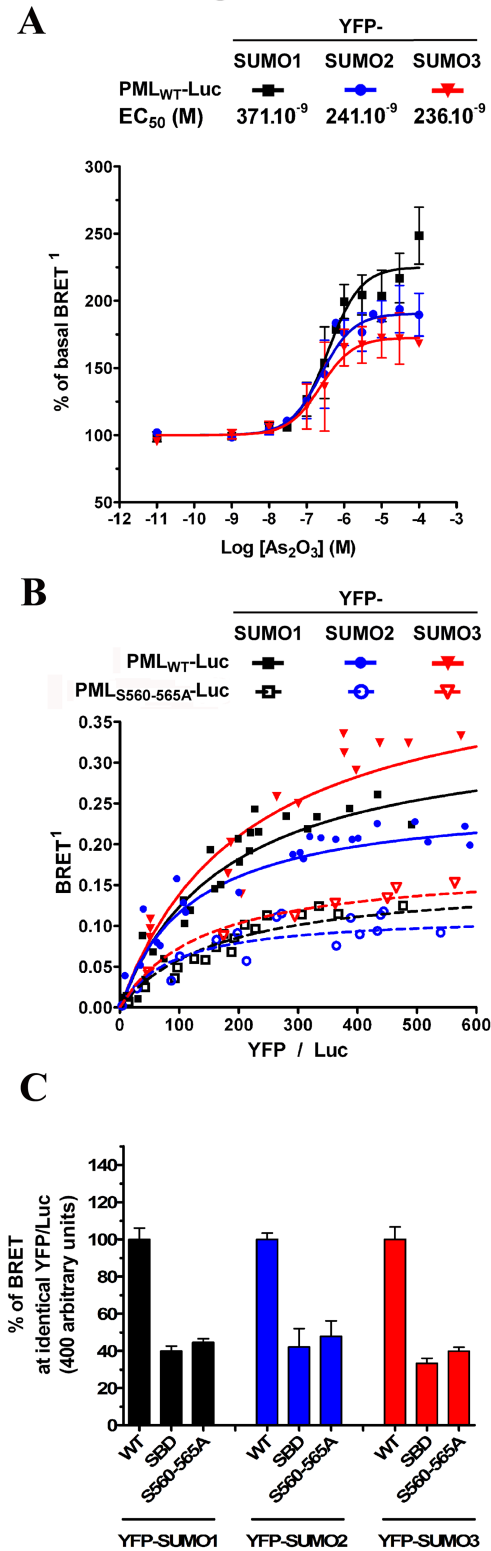 A
YFP-
SUMO1 SUMO2 SUMO3
PMLWT-Luc
EC50 (M) 371.10-9 241.10-9 236.10-9
300
250
200
150
100
50
% of basal BRET 1
-12 -11 -10 -9 -8 -7 -6 -5 -4 -3
Log [As2O3] (M)
B
YFP-
SUMO1 SUMO2 SUMO3
PMLWT-Luc
PMLS560-565A-Luc
0.35
0.30
0.25
0.20
0.15
0.10
0.05
0.00
BRET1
0 100 200 300 400 500 600
YFP / Luc
C
140
120
100
80
60
40
20
0
% of BRET
at identical YFP/Luc
(400 arbitrary units)
WT SBD S560-565A WT SBD S560-565A WT SBD S560-565A
YFP-SUMO1 YFP-SUMO2 YFP-SUMO3